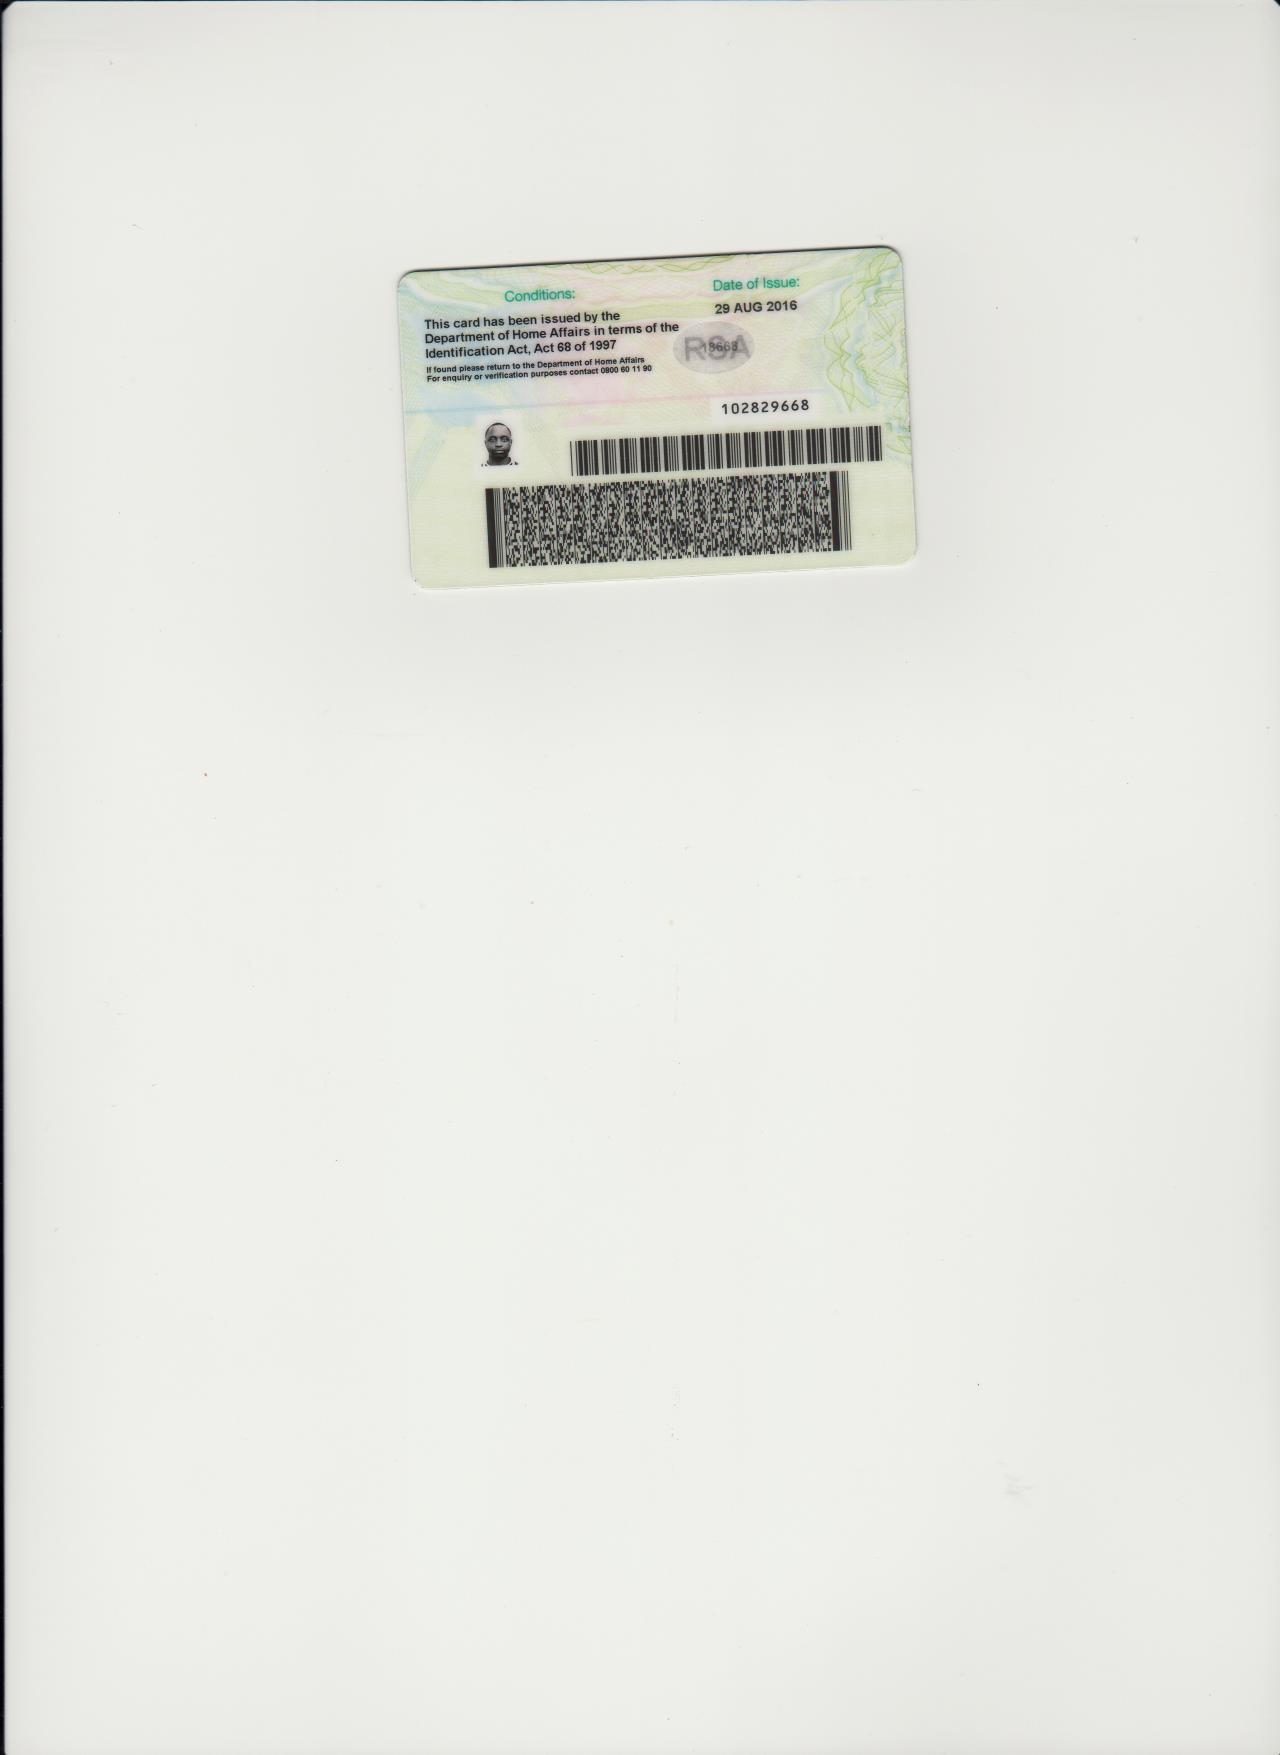 Conditions:
This card has been issued by the
Department of Home Affairs in terms of the
Identification Act, Act 68 of 1997
If found please return to the Department of Home Affairs
For enquiry or verification purposes contact 0800 60 11 90
Date of Issue:
29 AUG 2016
RSA
18668
102829668